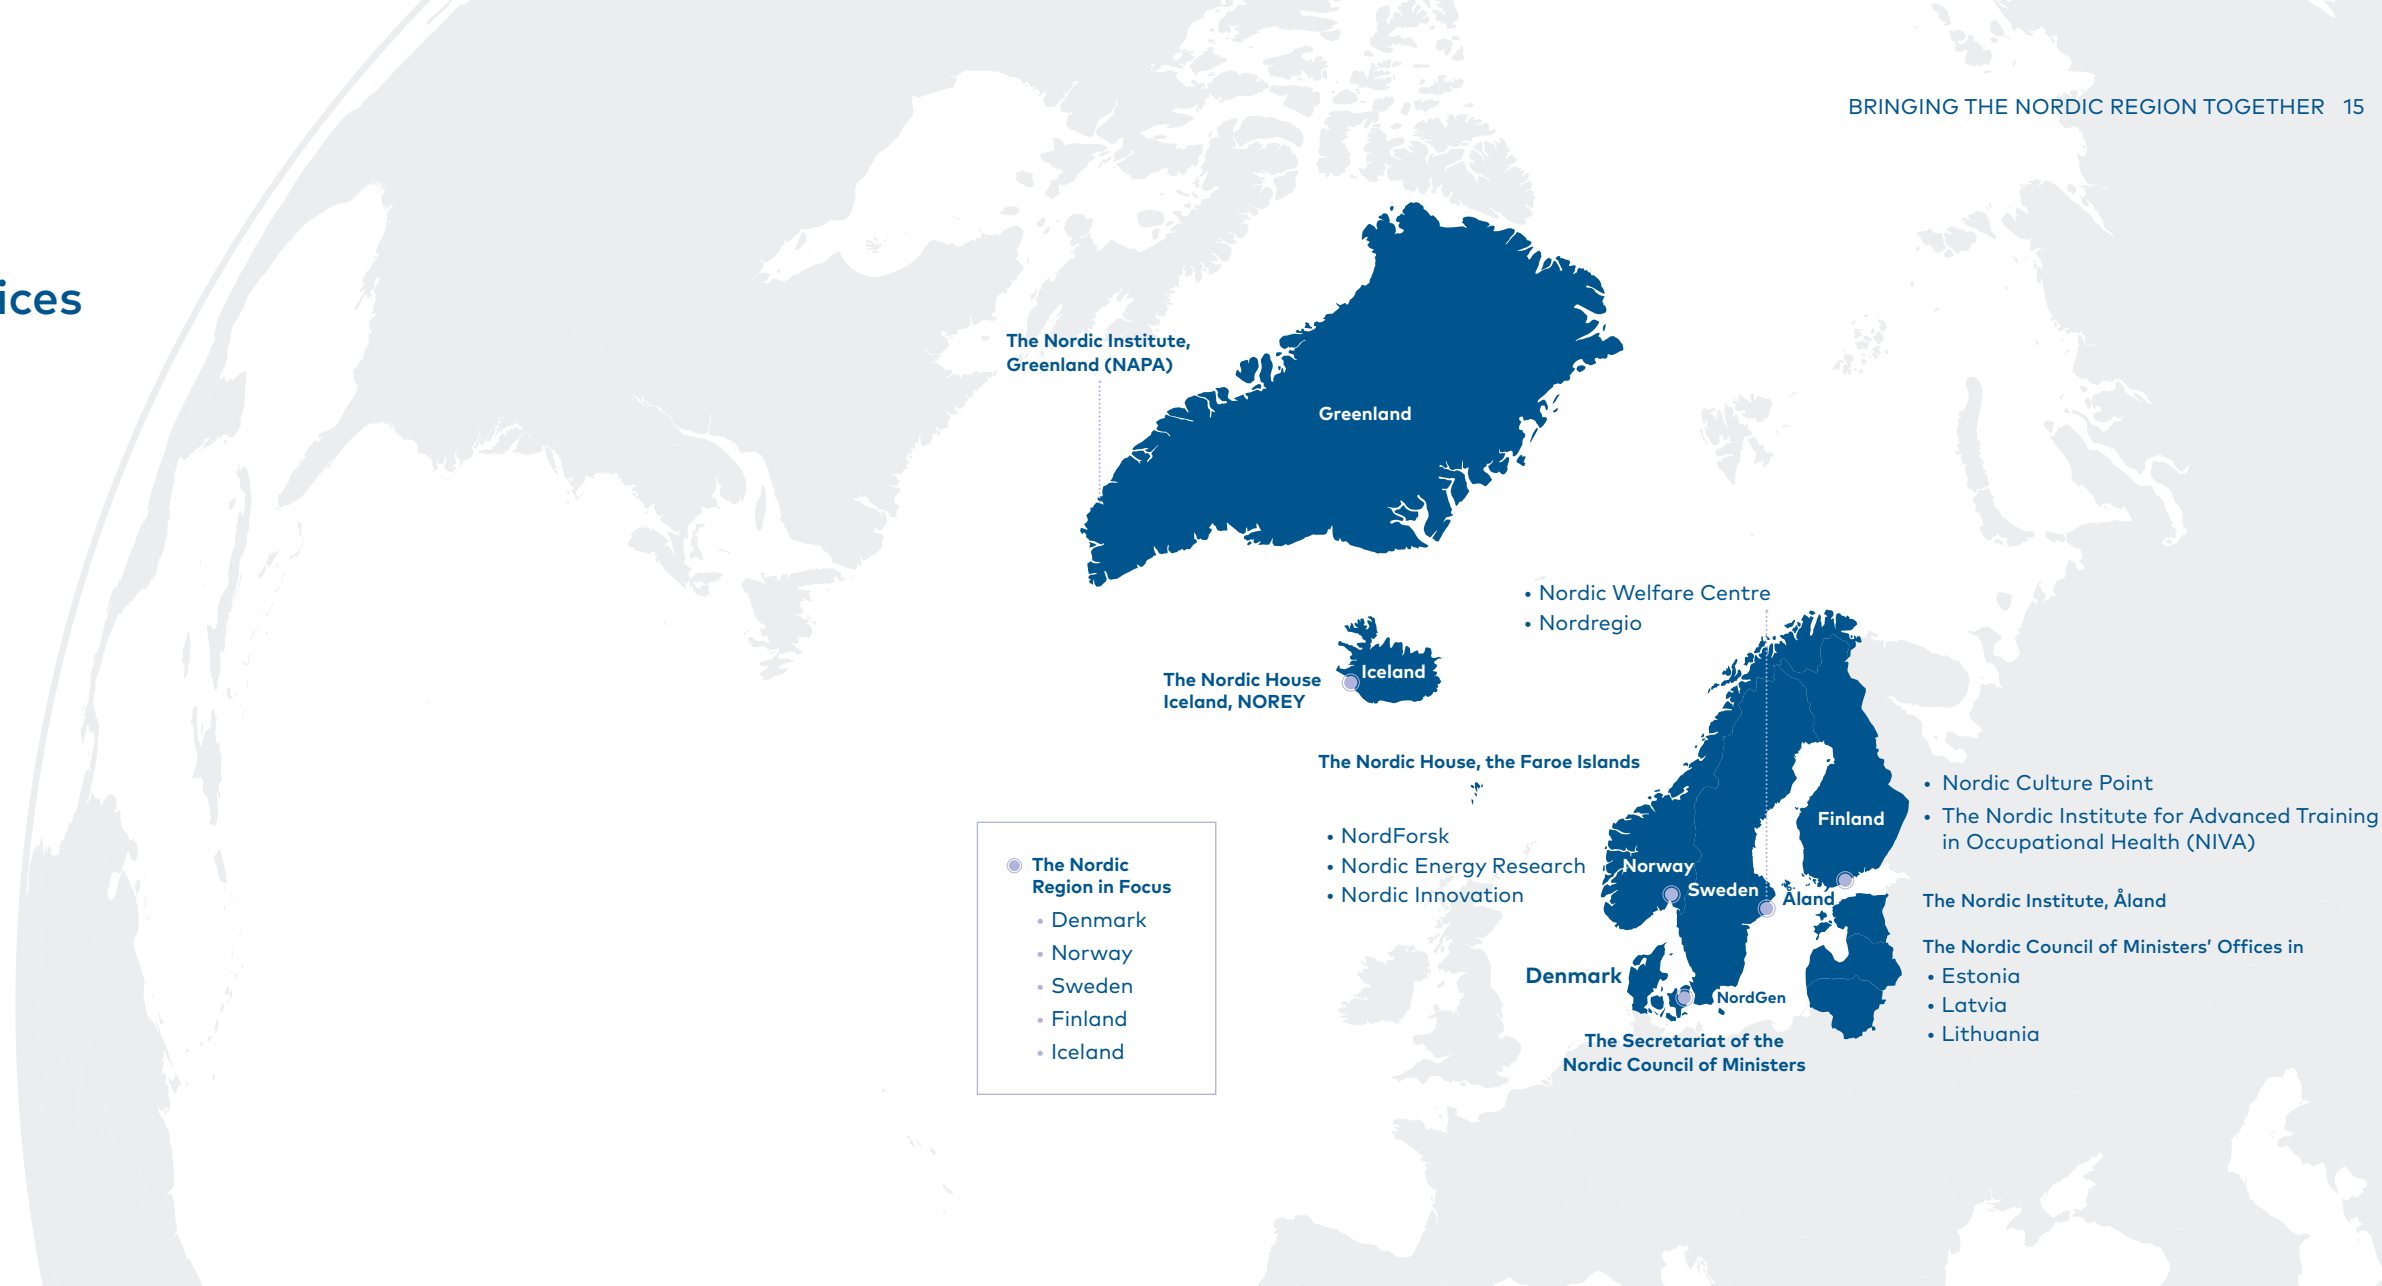 BRINGING THE NORDIC REGION TOGETHER 15
ices
The Nordic Institute,
Greenland (NAPA)
Greenland
• Nordic Welfare Centre
• Nordregio
The Nordic House
Iceland, NOREY
Iceland
The Nordic House, the Faroe Islands
• NordForsk
• Nordic Energy Research
• Nordic Innovation
Norway
Sweden
Finland
Åland
• Nordic Culture Point
• The Nordic Institute for Advanced Training
in Occupational Health (NIVA)
The Nordic Institute, Åland
The Nordic Council of Ministers’ Offices in
• Estonia
• Latvia
• Lithuania
Denmark
NordGen
The Secretariat of the
Nordic Council of Ministers
The Nordic
Region in Focus
• Denmark
• Norway
• Sweden
• Finland
• Iceland